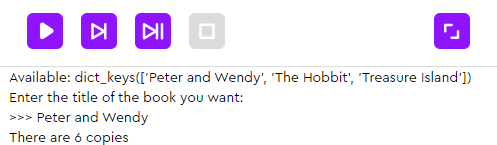 Available: dict_keys(['Peter and Wendy', 'The Hobbit', 'Treasure Island'])
Enter the title of the book you want:
>>> Peter and Wendy
There are 6 copies